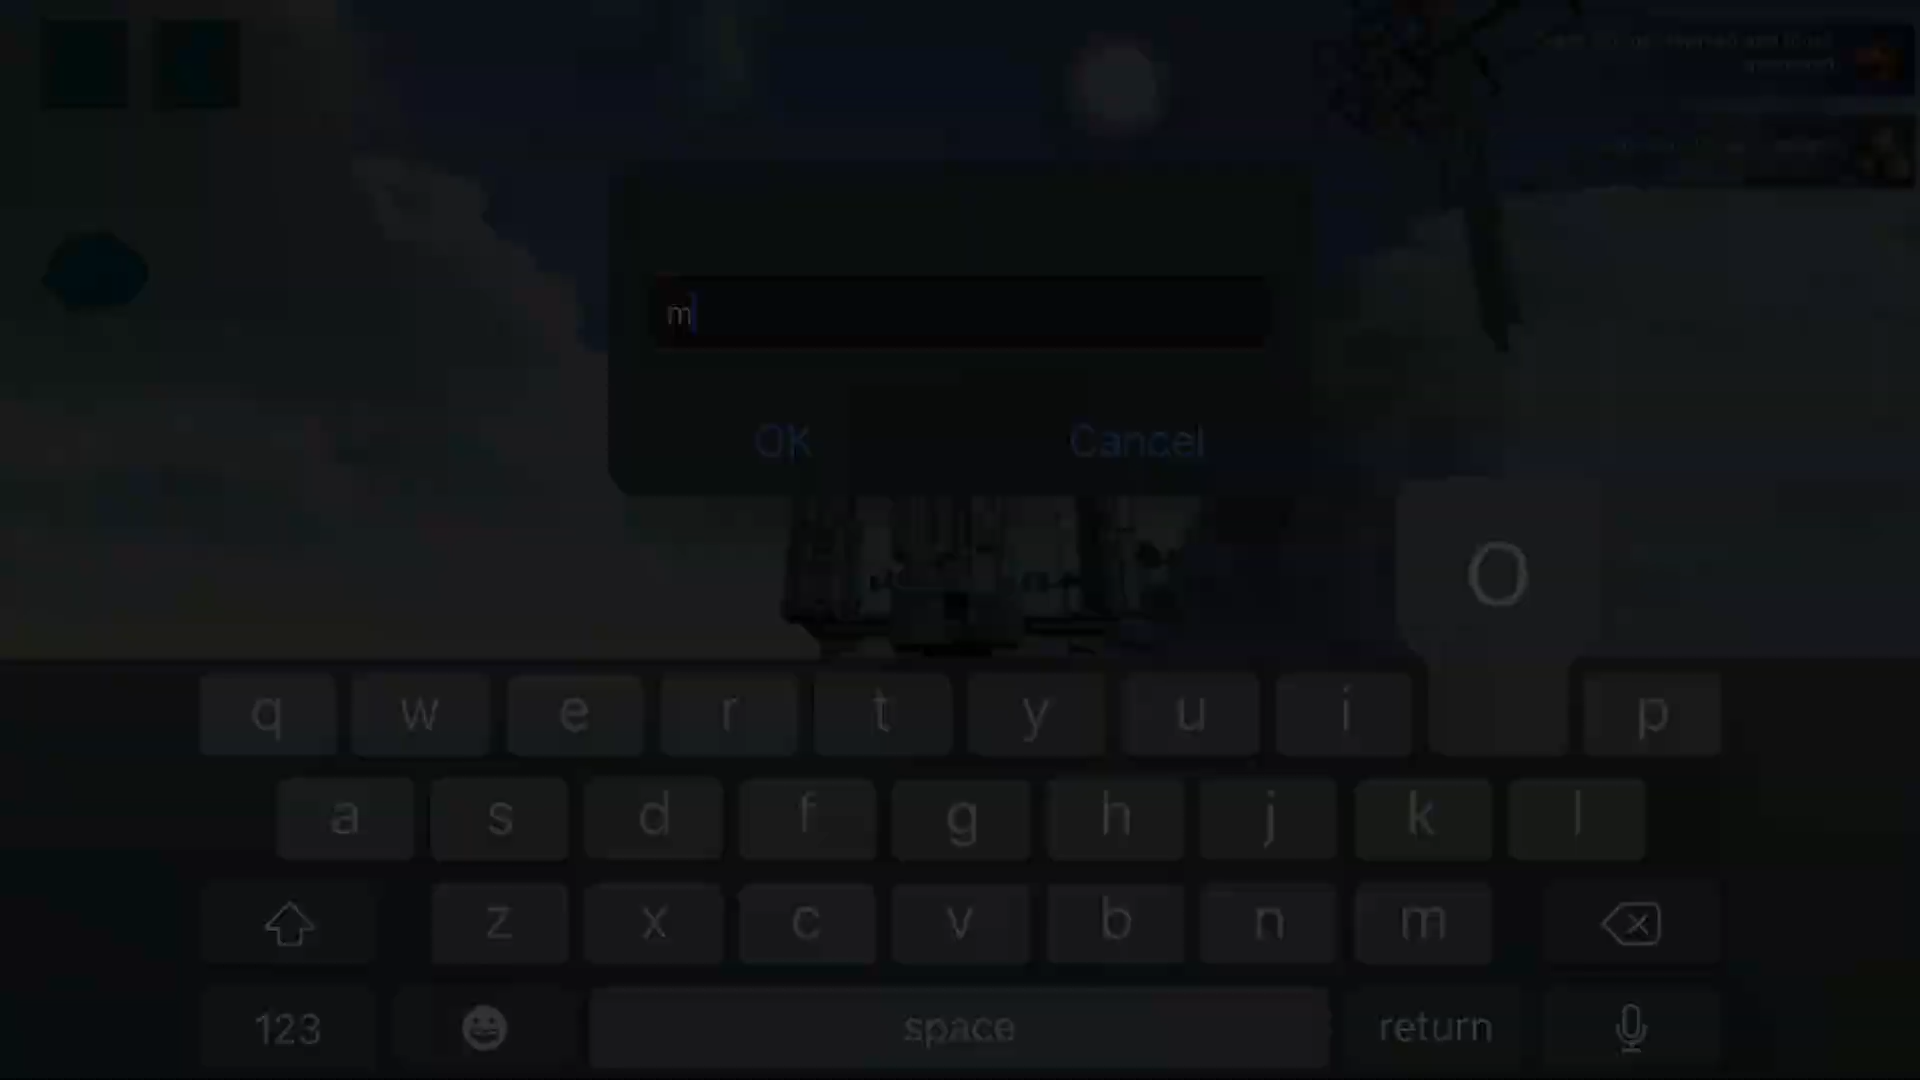 m
OK Cancel
O
q w e r t y u i p
a s d f g h j k l
z x c v b n m
123 space return